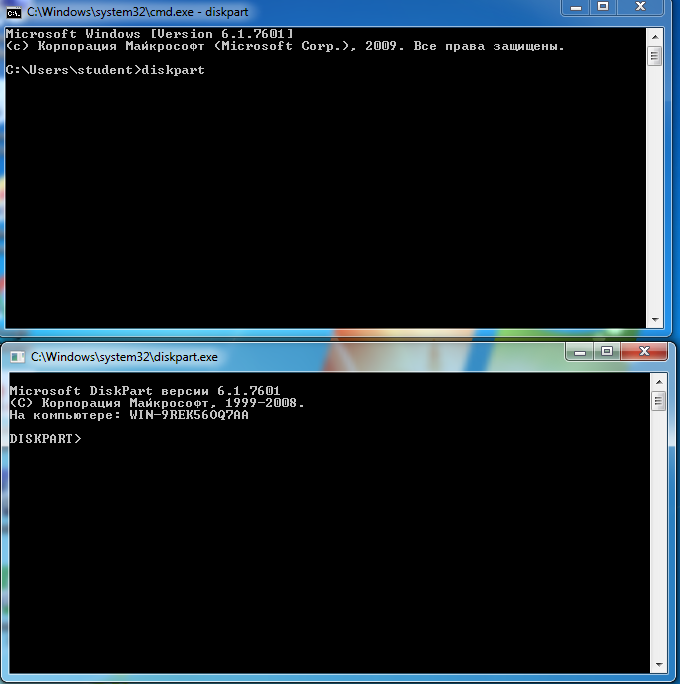 C:\Windows\system32\cmd.exe - diskpart
Microsoft Windows [Version 6.1.7601]
(c) Корпорация Майкрософт (Microsoft Corp.), 2009. Все права защищены.
C:\Users\student>diskpart
C:\Windows\system32\diskpart.exe
Microsoft DiskPart версии 6.1.7601
(C) Корпорация Майкрософт, 1999-2008.
На компьютере: WIN-9REK56OQ7AA
DISKPART>